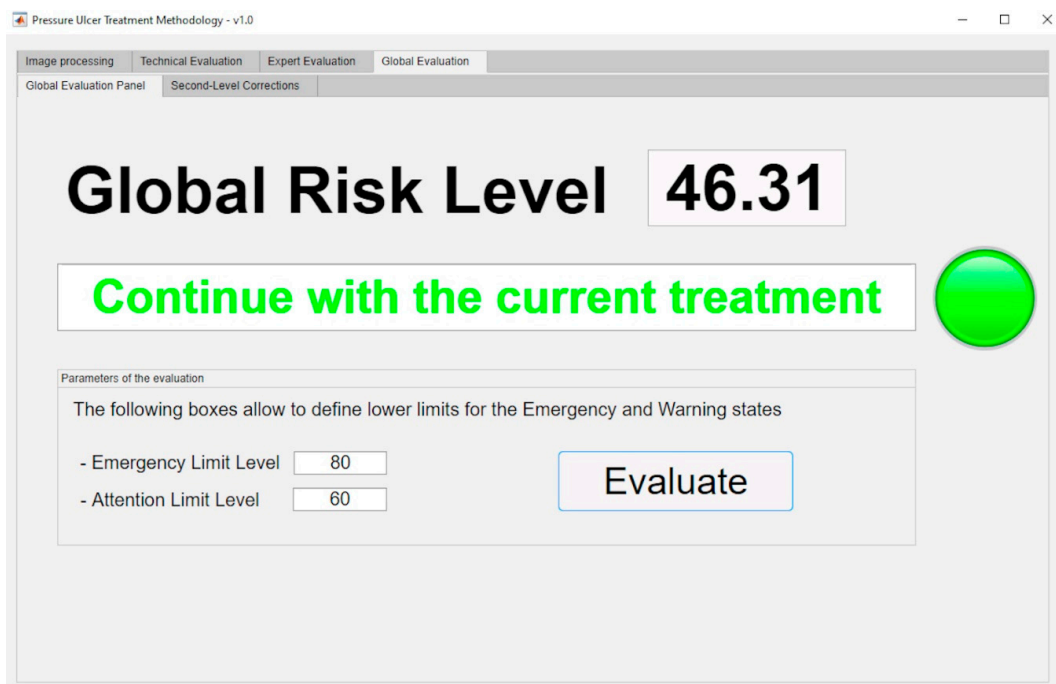 Pressure Ulcer Treatment Methodology - v1.0
Image processing Technical Evaluation Expert Evaluation Global Evaluation
Global Evaluation Panel Second-Level Corrections
Global Risk Level 46.31
Continue with the current treatment
Parameters of the evaluation
The following boxes allow to define lower limits for the Emergency and Warning states
- Emergency Limit Level 80
- Attention Limit Level 60
Evaluate